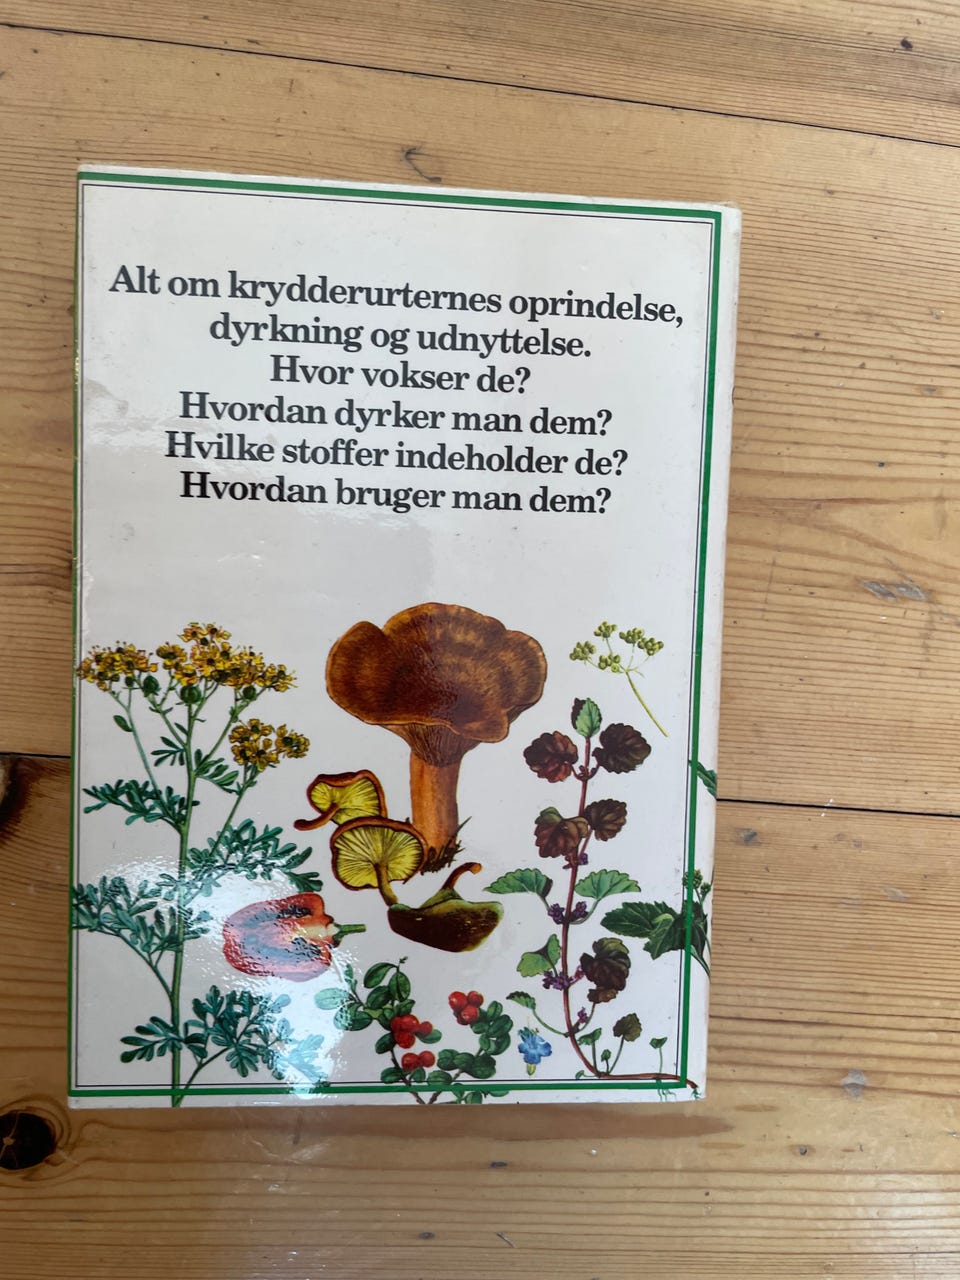 Alt om krydderurternes oprindelse,
dyrkning og udnyttelse.
Hvor vokser de?
Hvordan dyrker man dem?
Hvilke stoffer indeholder de?
Hvordan bruger man dem?